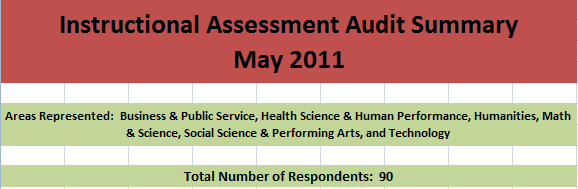 Instructional Assessment Audit Summary
May 2011
Areas Represented:  Business & Public Service, Health Science & Human Performance, Humanities, Math
& Science, Social Science & Performing Arts, and Technology
Total Number of Respondents:  90